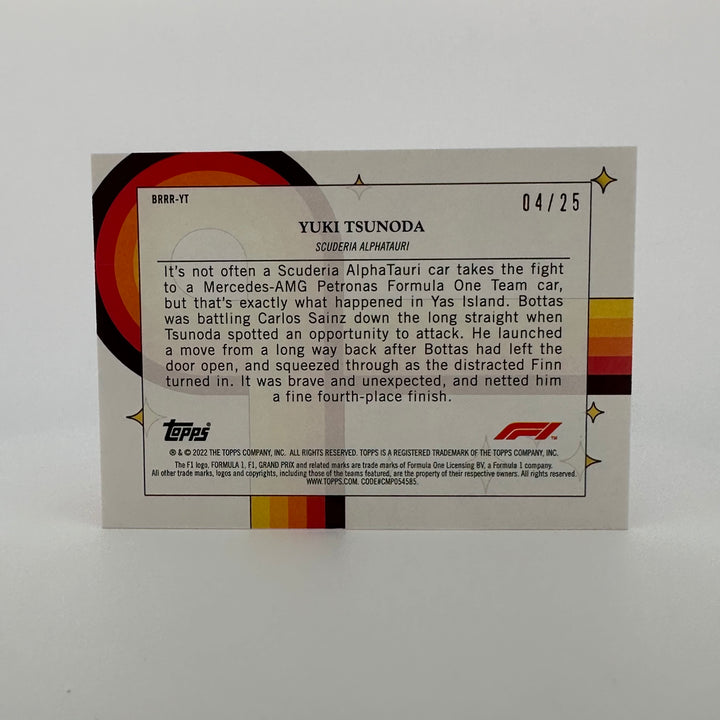 BRRR-YT
04/25
YUKI TSUNODA
SCUDERIA ALPHATAURI
It's not often a Scuderia AlphaTauri car takes the fight
to a Mercedes-AMG Petronas Formula One Team car,
but that's exactly what happened in Yas Island. Bottas
was battling Carlos Sainz down the long straight when
Tsunoda spotted an opportunity to attack. He launched
a move from a long way back after Bottas had left the
door open, and squeezed through as the distracted Finn
turned in. It was brave and unexpected, and netted him
a fine fourth-place finish.
Topps®
F1™
® & © 2022 THE TOPPS COMPANY, INC. ALL RIGHTS RESERVED. TOPPS IS A REGISTERED TRADEMARK OF THE TOPPS COMPANY, INC.
The F1 logo, FORMULA 1, F1, GRAND PRIX and related marks are trade marks of Formula One Licensing BV, a Formula 1 company.
All other trade marks, logos and copyrights, including those of the teams featured, are the property of their respective owners. All rights reserved.
WWW.TOPPS.COM. CODE#CMP054585.